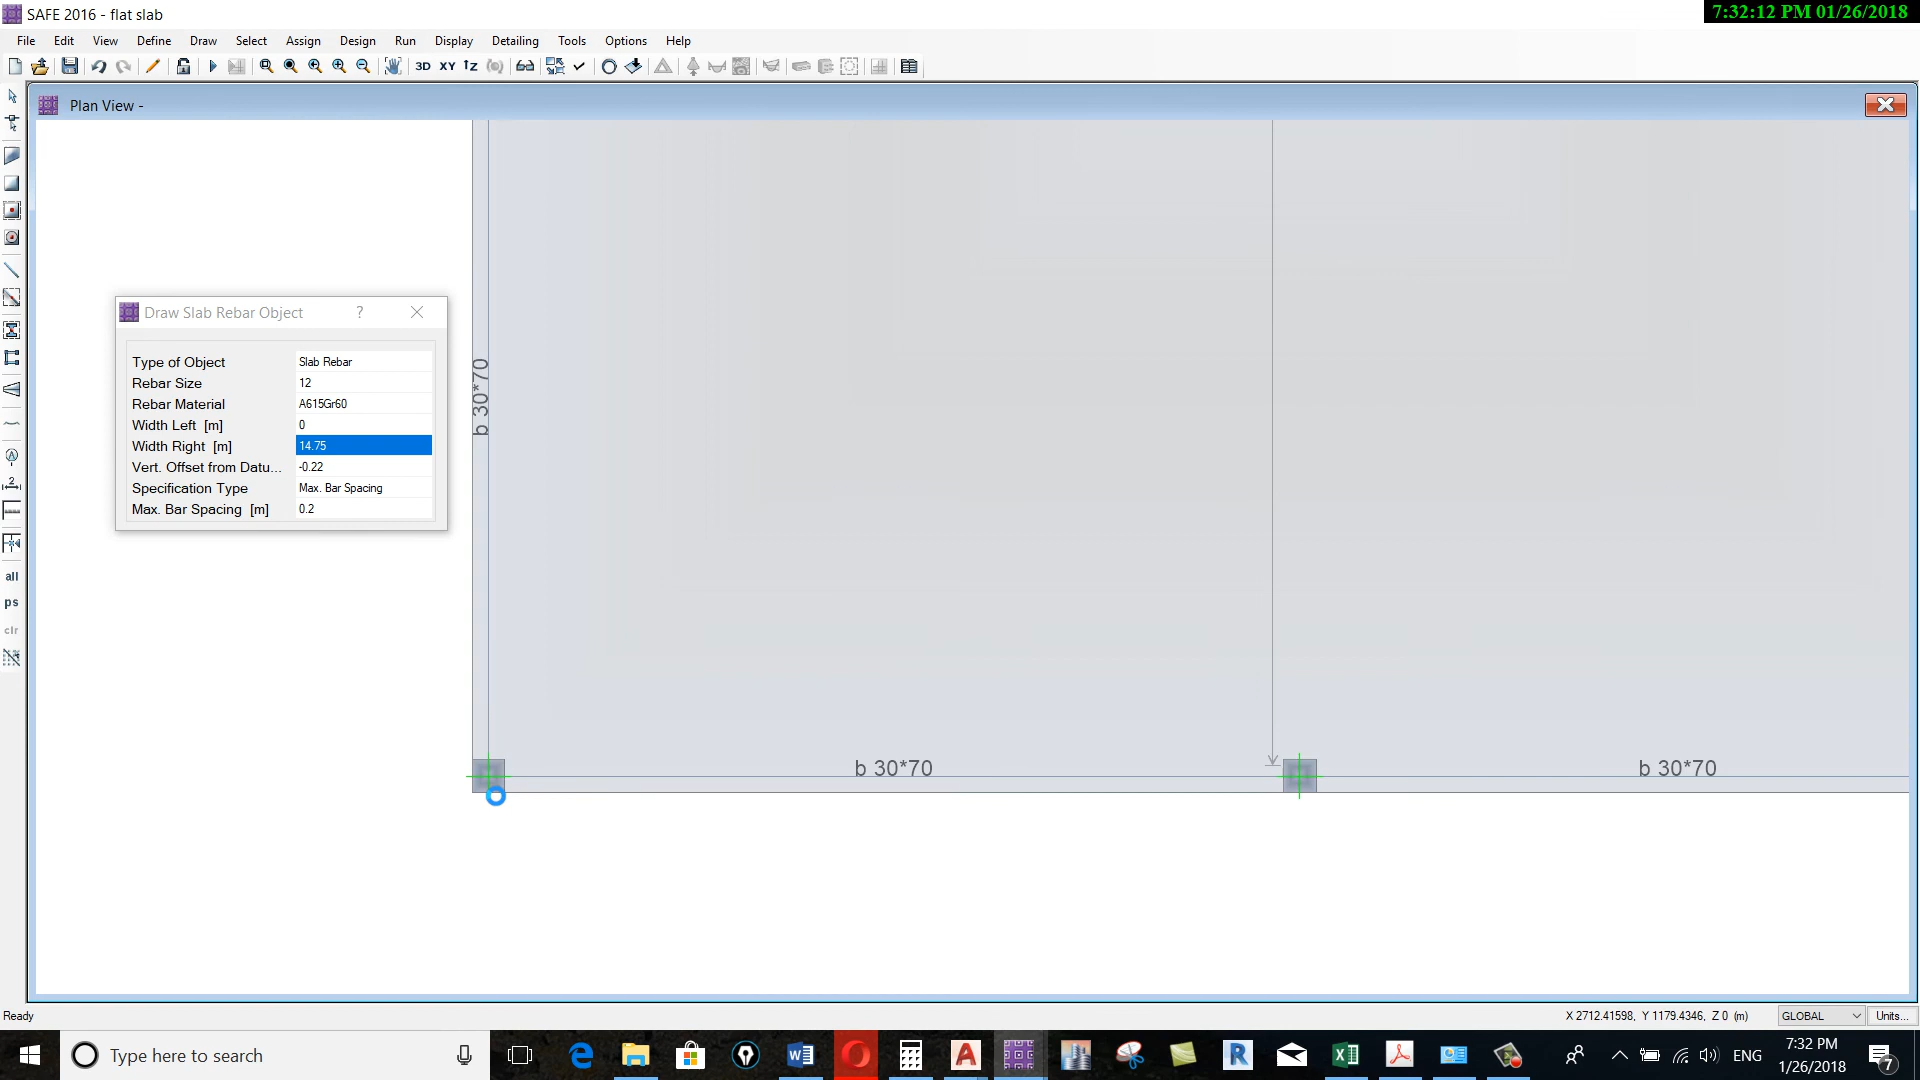 SAFE 2016 - flat slab
7:32:12 PM 01/26/2018
File Edit View Define Draw Select Assign Design Run Display Detailing Tools Options Help
3D XY
Plan View -
Draw Slab Rebar Object ?
Type of Object Slab Rebar
Rebar Size 12
Rebar Material A615Gr60
Width Left [m] 0
Width Right [m] 14.75
Vert. Offset from Datu... -0.22
Specification Type Max. Bar Spacing
Max. Bar Spacing [m] 0.2
all
ps
clr
b 30*70
b 30*70
b 30*70
Ready
X 2712.41598, Y 1179.4346, Z 0 (m)
GLOBAL
Units...
Type here to search
ENG
7:32 PM
1/26/2018
7